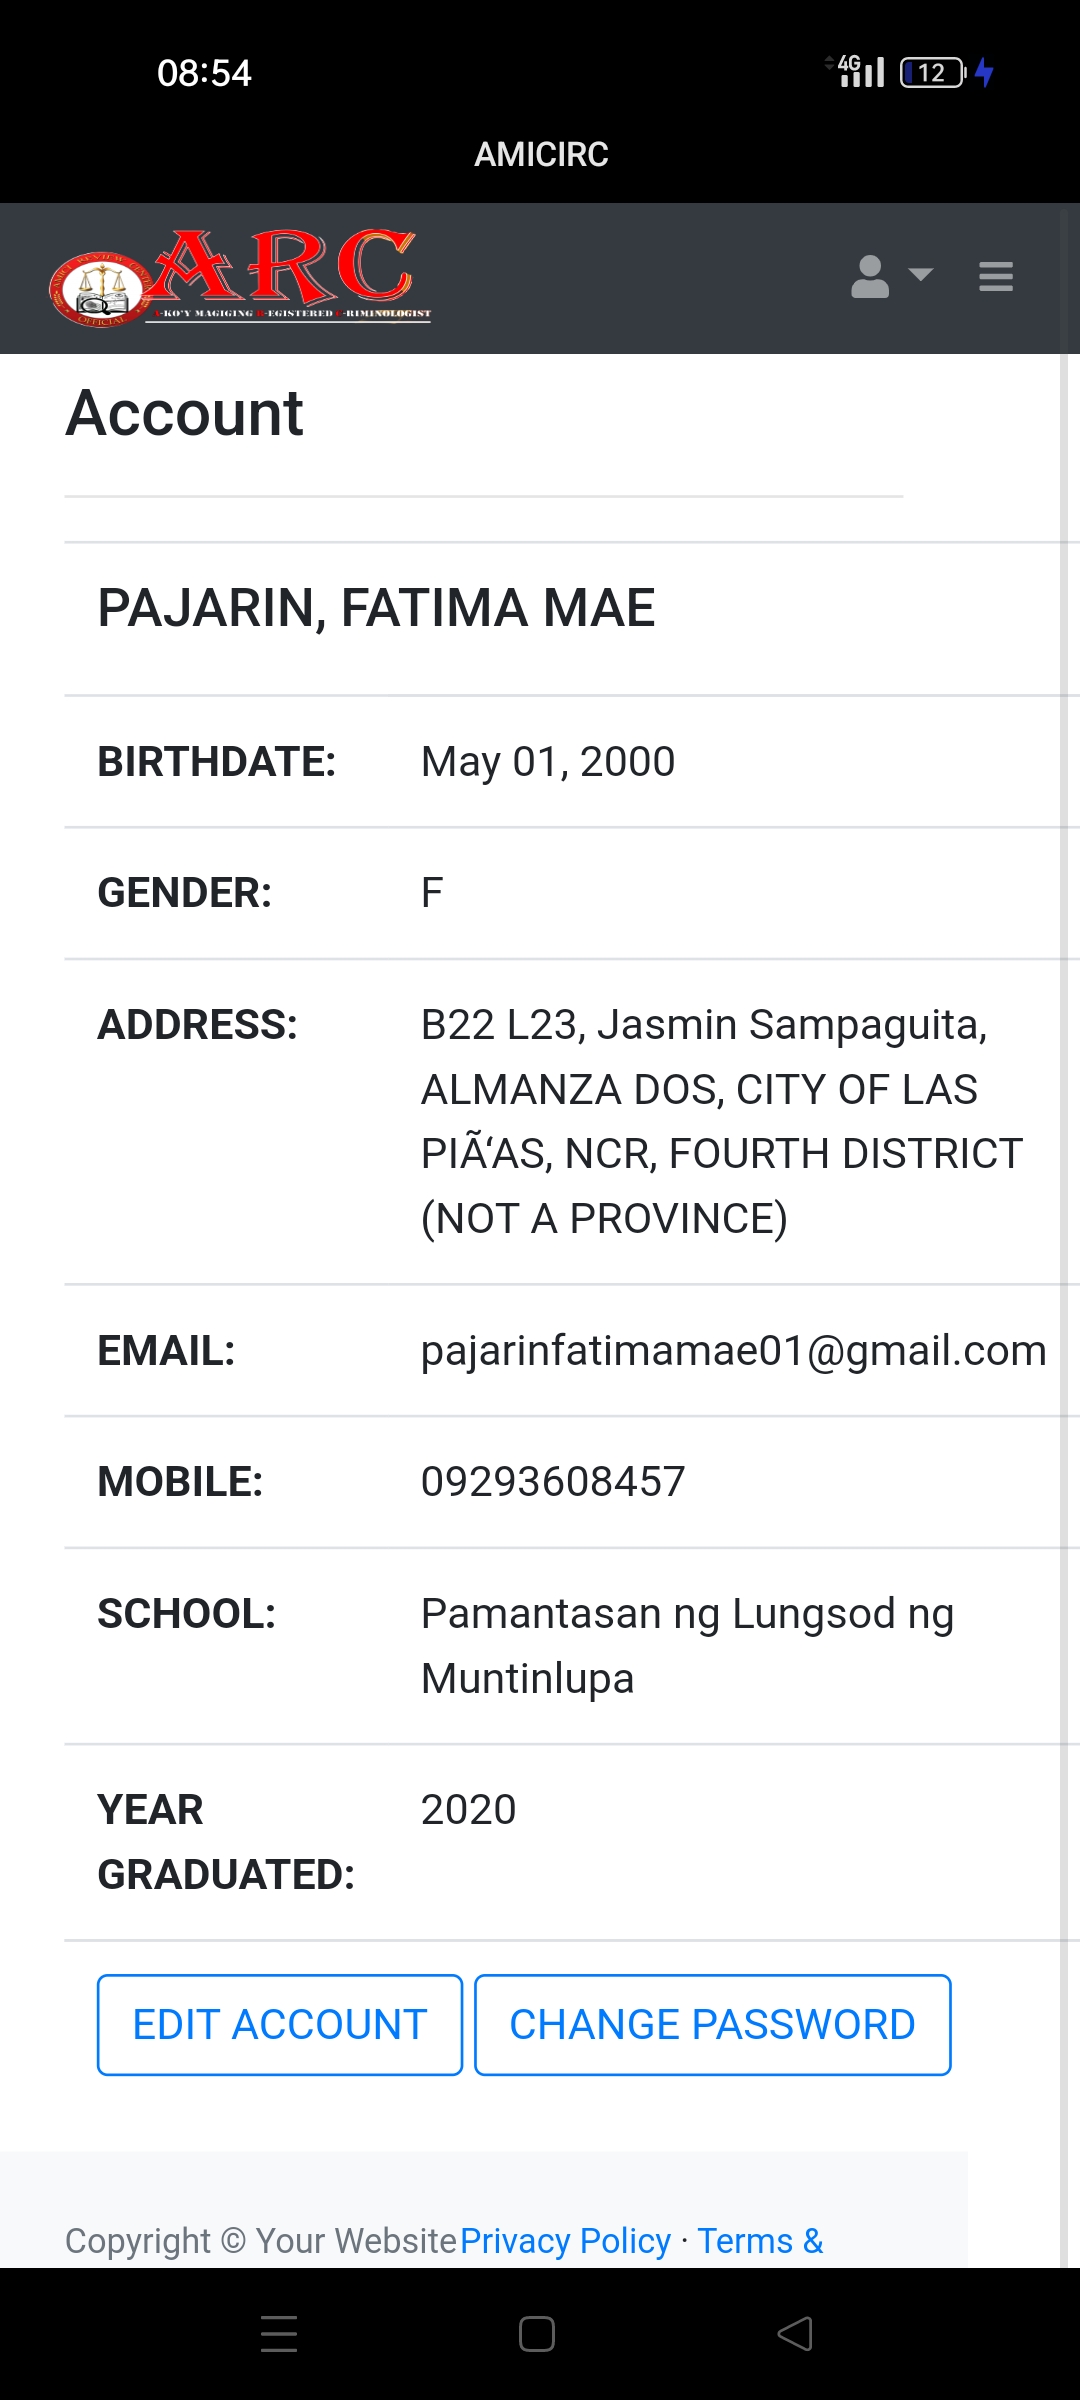 08:54
4G
12
AMICIRC
ARC
A-KO'Y MAGIGING R-EGISTERED C-RIMINOLOGIST
OFFICIAL
Account
PAJARIN, FATIMA MAE
BIRTHDATE: May 01, 2000
GENDER: F
ADDRESS: B22 L23, Jasmin Sampaguita,
ALMANZA DOS, CITY OF LAS
PIÃ‘AS, NCR, FOURTH DISTRICT
(NOT A PROVINCE)
EMAIL: pajarinfatimamae01@gmail.com
MOBILE: 09293608457
SCHOOL: Pamantasan ng Lungsod ng
Muntinlupa
YEAR 2020
GRADUATED:
EDIT ACCOUNT CHANGE PASSWORD
Copyright © Your Website Privacy Policy · Terms &